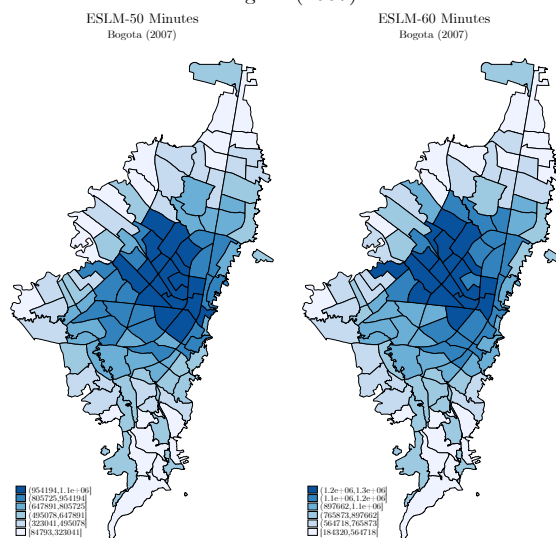 ESLM-50 Minutes
Bogota (2007)
(954194,1.1e+06]
(805725,954194]
(647891,805725]
(495078,647891]
(323041,495078]
[84793,323041]
ESLM-60 Minutes
Bogota (2007)
(1.2e+06,1.3e+06]
(1.1e+06,1.2e+06]
(897662,1.1e+06]
(765873,897662]
(564718,765873]
[184320,564718]